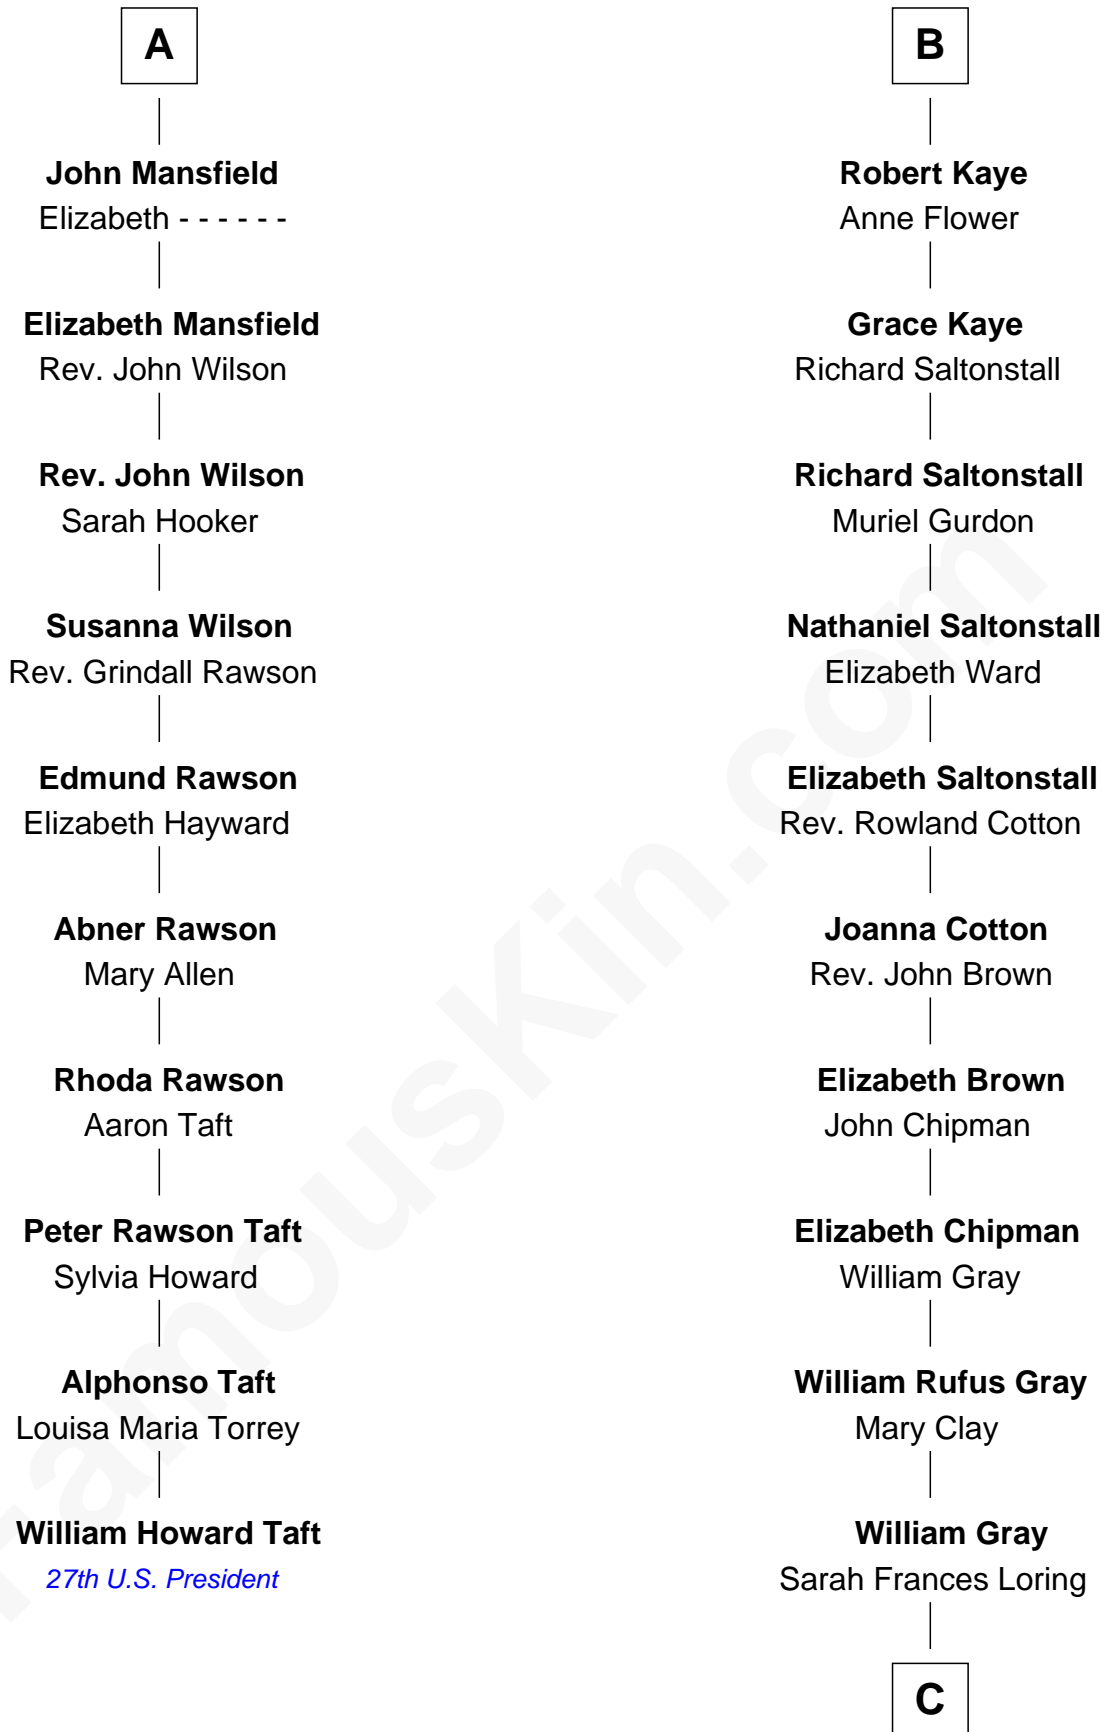 A
John Mansfield
Elizabeth - - - - - -
Elizabeth Mansfield
Rev. John Wilson
Rev. John Wilson
Sarah Hooker
Susanna Wilson
Rev. Grindall Rawson
Edmund Rawson
Elizabeth Hayward
Abner Rawson
Mary Allen
Rhoda Rawson
Aaron Taft
Peter Rawson Taft
Sylvia Howard
Alphonso Taft
Louisa Maria Torrey
William Howard Taft
27th U.S. President
B
Robert Kaye
Anne Flower
Grace Kaye
Richard Saltonstall
Richard Saltonstall
Muriel Gurdon
Nathaniel Saltonstall
Elizabeth Ward
Elizabeth Saltonstall
Rev. Rowland Cotton
Joanna Cotton
Rev. John Brown
Elizabeth Brown
John Chipman
Elizabeth Chipman
William Gray
William Rufus Gray
Mary Clay
William Gray
Sarah Frances Loring
C
FamousKin.com